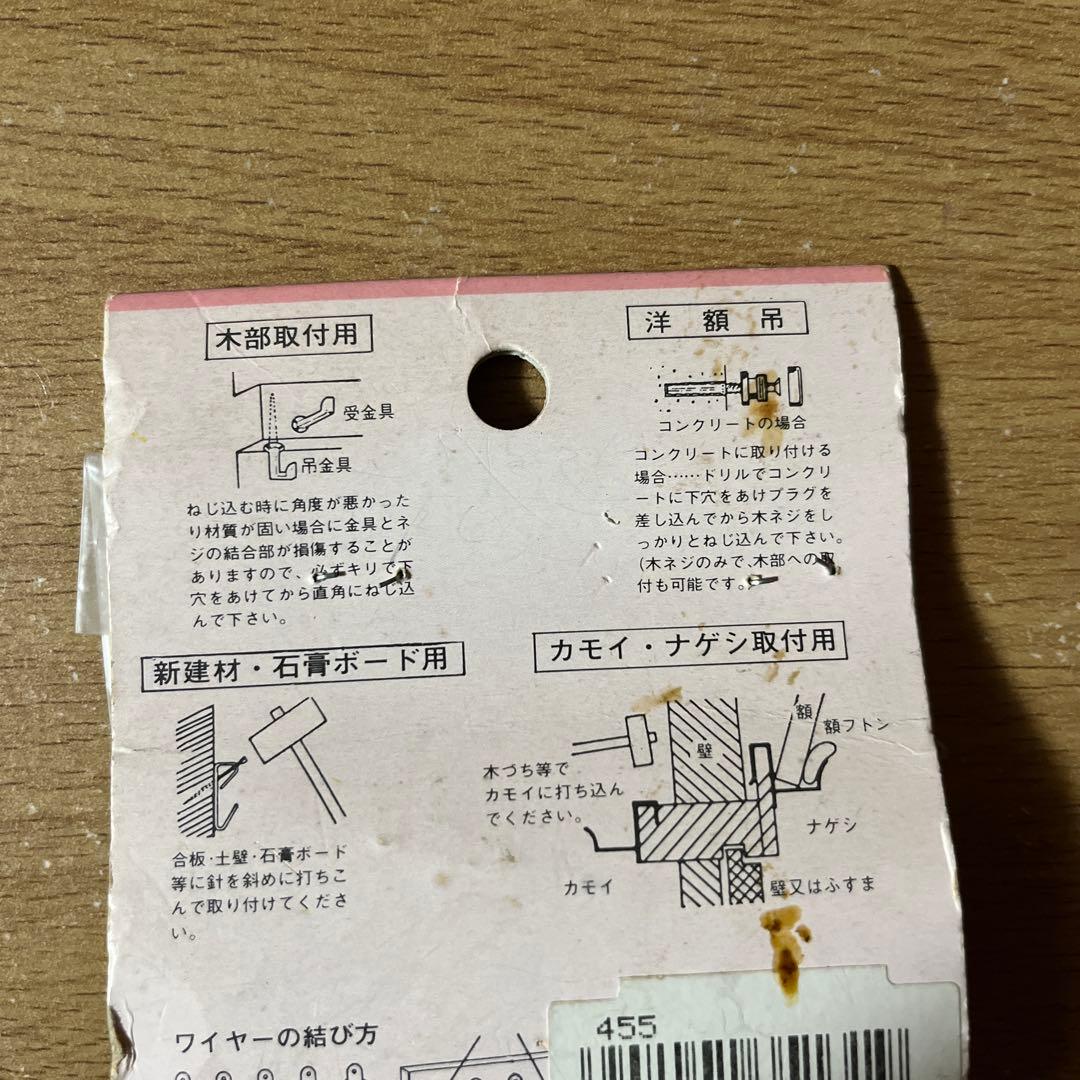 木部取付用
受金具
吊金具
ねじ込む時に角度が悪かった
り材質が固い場合に金具とネ
ジの結合部が損傷することが
ありますので、必ずキリで下
穴をあけてから直角にねじ込
んで下さい。
洋額吊
コンクリートの場合
コンクリートに取り付ける
場合……ドリルでコンクリ
ートに下穴をあけプラグを
差し込んでから木ネジをし
っかりとねじ込んで下さい。
(木ネジのみで、木部への取
付も可能です。
新建材・石膏ボード用
合板・土壁・石膏ボード
等に針を斜めに打ちこ
んで取り付けてくださ
い。
カモイ・ナゲシ取付用
額
額フトン
壁
木づち等で
カモイに打ち込ん
でください。
ナゲシ
カモイ
壁又はふすま
ワイヤーの結び方
455